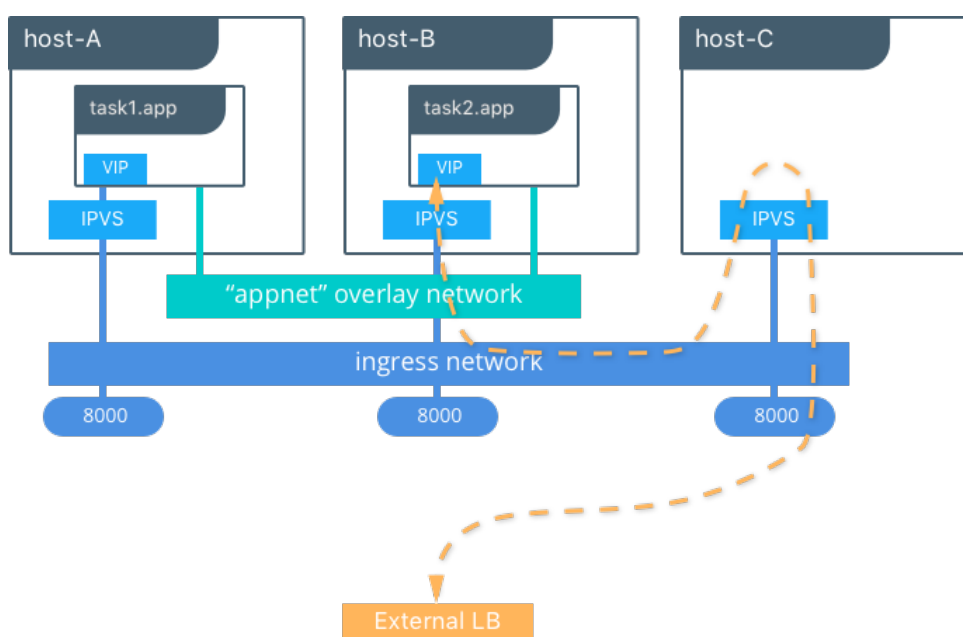 host-A
host-B
host-C
task1.app
task2.app
VIP
VIP
IPVS
IPVS
IPVS
“appnet” overlay network
ingress network
8000
8000
8000
External LB